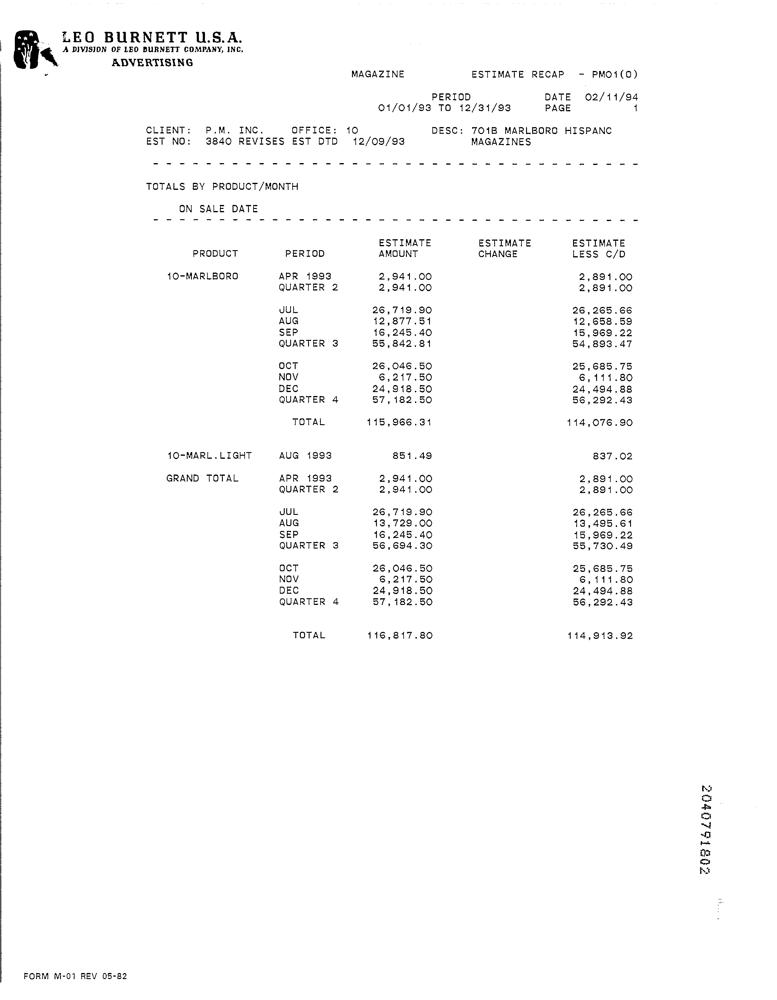 LEO BURNETT U.S.A.
A DIVISION OF LEO BURNETT COMPANY, INC.
ADVERTISING
MAGAZINE ESTIMATE RECAP - PM01(0)
PERIOD DATE 02/11/94
01/01/93 TO 12/31/93 PAGE 1
CLIENT: P.M. INC. OFFICE: 10 DESC: 701B MARLBORO HISPANC
EST NO: 3840 REVISES EST DTD 12/09/93 MAGAZINES
TOTALS BY PRODUCT/MONTH
ON SALE DATE
ESTIMATE ESTIMATE ESTIMATE
PRODUCT PERIOD AMOUNT CHANGE LESS C/D
10-MARLBORO APR 1993 2,941.00 2,891.00
QUARTER 2 2,941.00 2,891.00
JUL 26,719.90 26,265.66
AUG 12,877.51 12,658.59
SEP 16,245.40 15,969.22
QUARTER 3 55,842.81 54,893.47
OCT 26,046.50 25,685.75
NOV 6,217.50 6,111.80
DEC 24,918.50 24,494.88
QUARTER 4 57,182.50 56,292.43
TOTAL 115,966.31 114,076.90
10-MARL.LIGHT AUG 1993 851.49 837.02
GRAND TOTAL APR 1993 2,941.00 2,891.00
QUARTER 2 2,941.00 2,891.00
JUL 26,719.90 26,265.66
AUG 13,729.00 13,495.61
SEP 16,245.40 15,969.22
QUARTER 3 56,694.30 55,730.49
OCT 26,046.50 25,685.75
NOV 6,217.50 6,111.80
DEC 24,918.50 24,494.88
QUARTER 4 57,182.50 56,292.43
TOTAL 116,817.80 114,913.92
2040791802
FORM M-01 REV 05-82